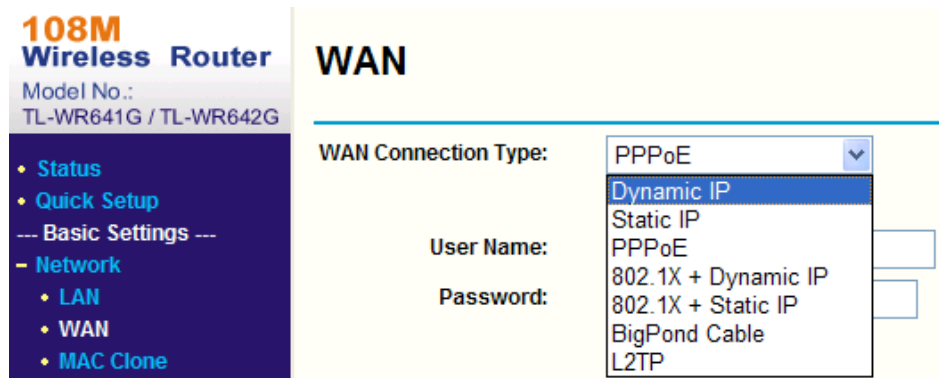 108M
Wireless Router
Model No.:
TL-WR641G / TL-WR642G
• Status
• Quick Setup
--- Basic Settings ---
– Network
• LAN
• WAN
• MAC Clone
WAN
WAN Connection Type: PPPoE
Dynamic IP
Static IP
PPPoE
802.1X + Dynamic IP
802.1X + Static IP
BigPond Cable
L2TP
User Name:
Password: